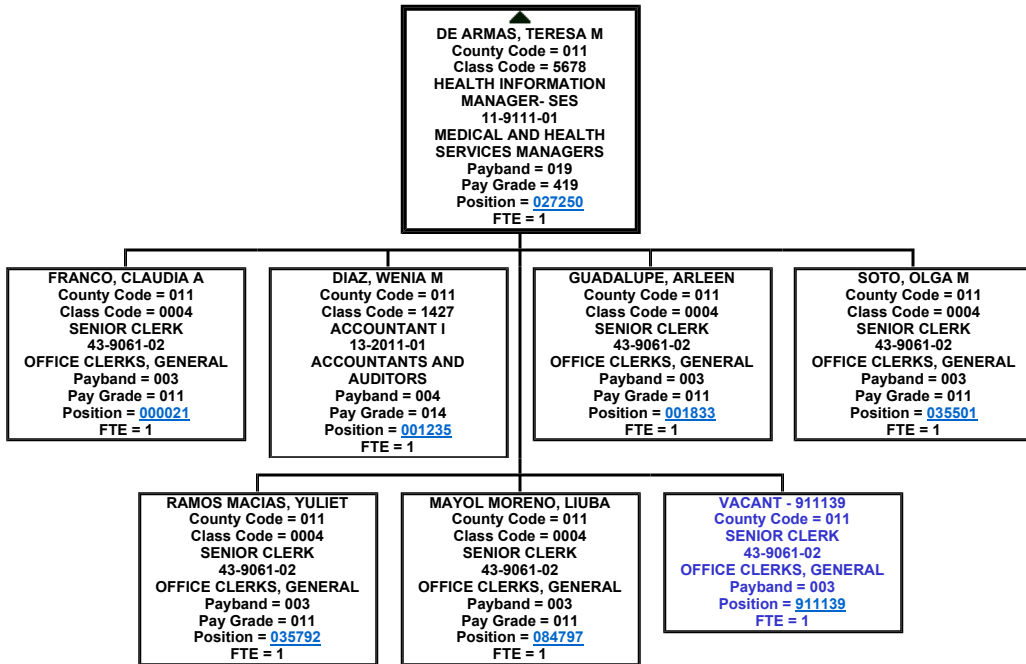 DE ARMAS, TERESA M
County Code = 011
Class Code = 5678
HEALTH INFORMATION
MANAGER- SES
11-9111-01
MEDICAL AND HEALTH
SERVICES MANAGERS
Payband = 019
Pay Grade = 419
Position = 027250
FTE = 1
FRANCO, CLAUDIA A
County Code = 011
Class Code = 0004
SENIOR CLERK
43-9061-02
OFFICE CLERKS, GENERAL
Payband = 003
Pay Grade = 011
Position = 000021
FTE = 1
DIAZ, WENIA M
County Code = 011
Class Code = 1427
ACCOUNTANT I
13-2011-01
ACCOUNTANTS AND
AUDITORS
Payband = 004
Pay Grade = 014
Position = 001235
FTE = 1
GUADALUPE, ARLEEN
County Code = 011
Class Code = 0004
SENIOR CLERK
43-9061-02
OFFICE CLERKS, GENERAL
Payband = 003
Pay Grade = 011
Position = 001833
FTE = 1
SOTO, OLGA M
County Code = 011
Class Code = 0004
SENIOR CLERK
43-9061-02
OFFICE CLERKS, GENERAL
Payband = 003
Pay Grade = 011
Position = 035501
FTE = 1
RAMOS MACIAS, YULIET
County Code = 011
Class Code = 0004
SENIOR CLERK
43-9061-02
OFFICE CLERKS, GENERAL
Payband = 003
Pay Grade = 011
Position = 035792
FTE = 1
MAYOL MORENO, LIUBA
County Code = 011
Class Code = 0004
SENIOR CLERK
43-9061-02
OFFICE CLERKS, GENERAL
Payband = 003
Pay Grade = 011
Position = 084797
FTE = 1
VACANT - 911139
County Code = 011
SENIOR CLERK
43-9061-02
OFFICE CLERKS, GENERAL
Payband = 003
Position = 911139
FTE = 1